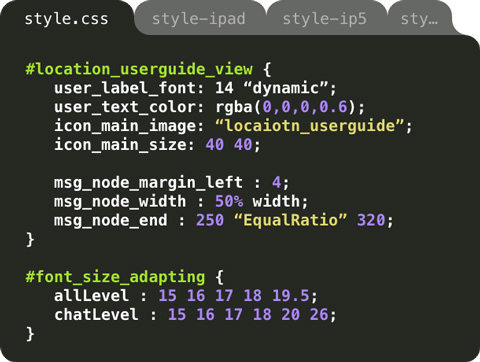 style.css style-ipad style-ip5 sty…
#location_userguide_view {
user_label_font: 14 “dynamic”;
user_text_color: rgba(0,0,0,0.6);
icon_main_image: “locaiotn_userguide”;
icon_main_size: 40 40;
msg_node_margin_left : 4;
msg_node_width : 50% width;
msg_node_end : 250 “EqualRatio” 320;
}
#font_size_adapting {
allLevel : 15 16 17 18 19.5;
chatLevel : 15 16 17 18 20 26;
}